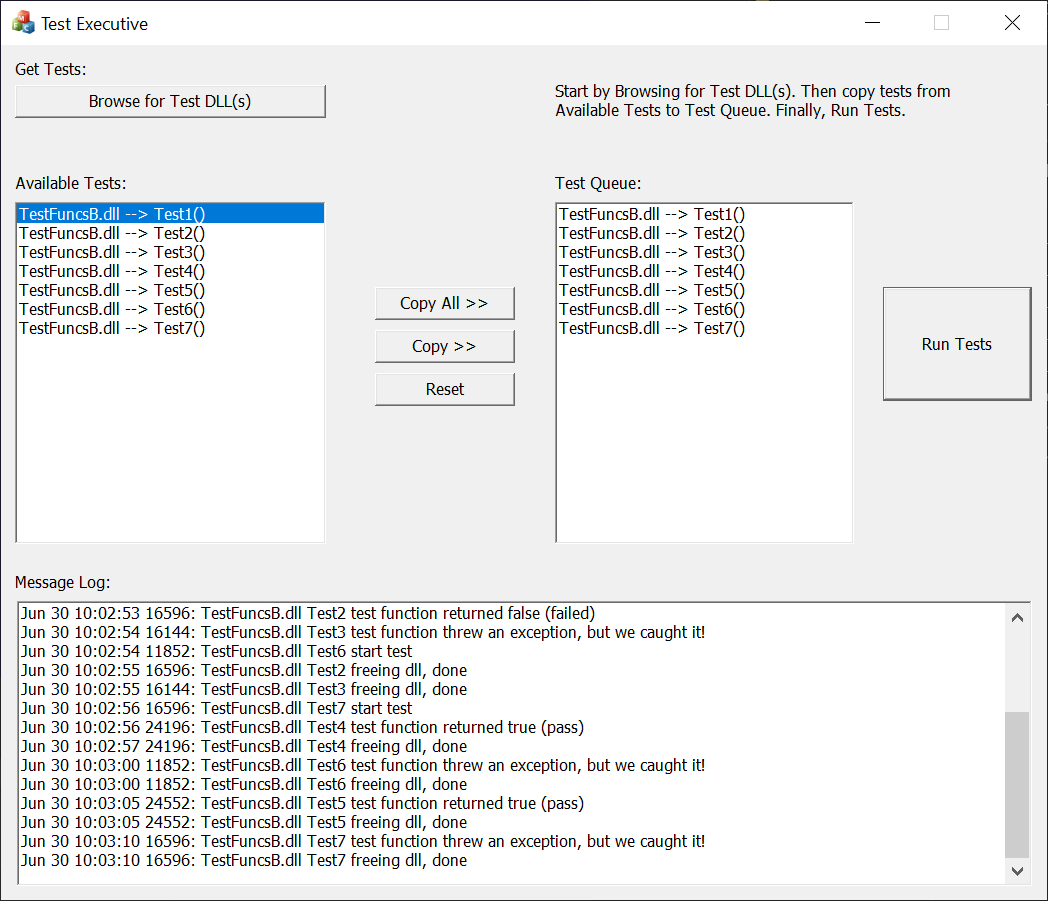 Test Executive
Get Tests:
Browse for Test DLL(s)
Start by Browsing for Test DLL(s). Then copy tests from
Available Tests to Test Queue. Finally, Run Tests.
Available Tests:
TestFuncsB.dll --> Test1()
TestFuncsB.dll --> Test2()
TestFuncsB.dll --> Test3()
TestFuncsB.dll --> Test4()
TestFuncsB.dll --> Test5()
TestFuncsB.dll --> Test6()
TestFuncsB.dll --> Test7()
Copy All >>
Copy >>
Reset
Test Queue:
TestFuncsB.dll --> Test1()
TestFuncsB.dll --> Test2()
TestFuncsB.dll --> Test3()
TestFuncsB.dll --> Test4()
TestFuncsB.dll --> Test5()
TestFuncsB.dll --> Test6()
TestFuncsB.dll --> Test7()
Run Tests
Message Log:
Jun 30 10:02:53 16596: TestFuncsB.dll Test2 test function returned false (failed)
Jun 30 10:02:54 16144: TestFuncsB.dll Test3 test function threw an exception, but we caught it!
Jun 30 10:02:54 11852: TestFuncsB.dll Test6 start test
Jun 30 10:02:55 16596: TestFuncsB.dll Test2 freeing dll, done
Jun 30 10:02:55 16144: TestFuncsB.dll Test3 freeing dll, done
Jun 30 10:02:56 16596: TestFuncsB.dll Test7 start test
Jun 30 10:02:56 24196: TestFuncsB.dll Test4 test function returned true (pass)
Jun 30 10:02:57 24196: TestFuncsB.dll Test4 freeing dll, done
Jun 30 10:03:00 11852: TestFuncsB.dll Test6 test function threw an exception, but we caught it!
Jun 30 10:03:00 11852: TestFuncsB.dll Test6 freeing dll, done
Jun 30 10:03:05 24552: TestFuncsB.dll Test5 test function returned true (pass)
Jun 30 10:03:05 24552: TestFuncsB.dll Test5 freeing dll, done
Jun 30 10:03:10 16596: TestFuncsB.dll Test7 test function threw an exception, but we caught it!
Jun 30 10:03:10 16596: TestFuncsB.dll Test7 freeing dll, done